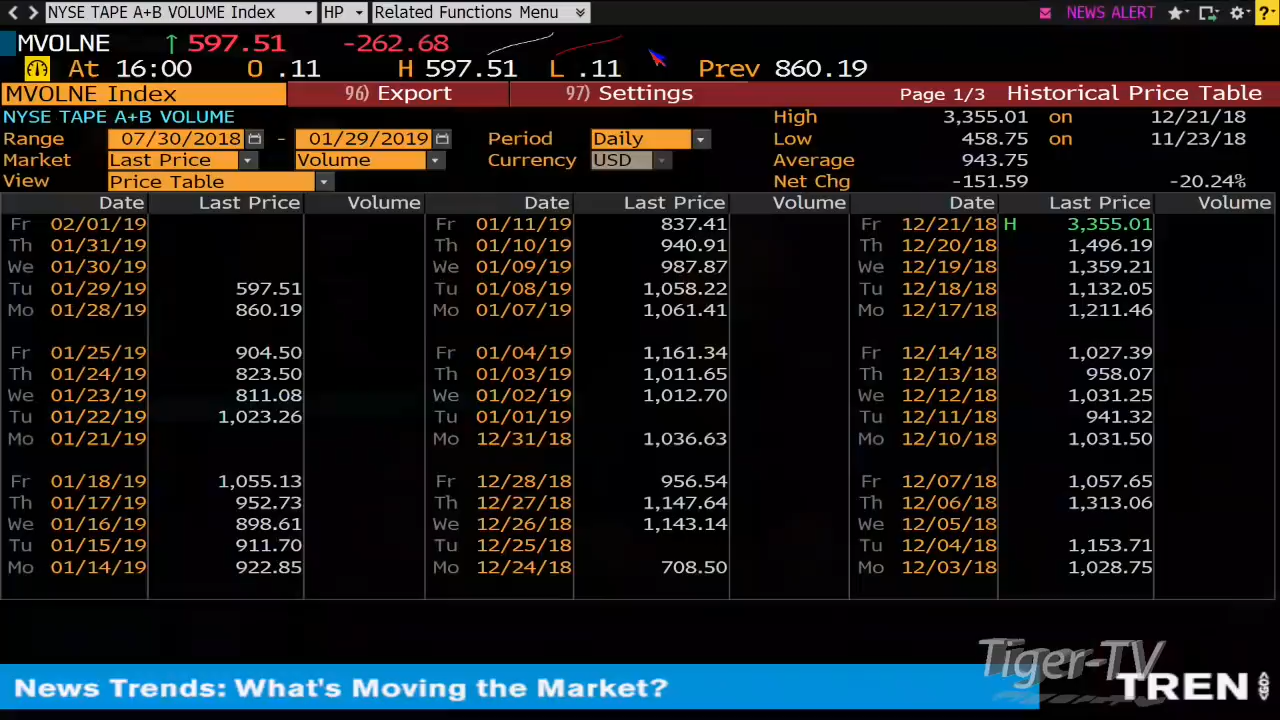 NYSE TAPE A+B VOLUME Index HP Related Functions Menu NEWS ALERT ?
MVOLNE ↑ 597.51 -262.68
At 16:00 O .11 H 597.51 L .11 Prev 860.19
MVOLNE Index 96) Export 97) Settings Page 1/3 Historical Price Table
NYSE TAPE A+B VOLUME High 3,355.01 on 12/21/18
Range 07/30/2018 - 01/29/2019 Period Daily Low 458.75 on 11/23/18
Market Last Price Volume Currency USD Average 943.75
View Price Table Net Chg -151.59 -20.24%
Date Last Price Volume Date Last Price Volume Date Last Price Volume
Fr 02/01/19 Fr 01/11/19 837.41 Fr 12/21/18 H 3,355.01
Th 01/31/19 Th 01/10/19 940.91 Th 12/20/18 1,496.19
We 01/30/19 We 01/09/19 987.87 We 12/19/18 1,359.21
Tu 01/29/19 597.51 Tu 01/08/19 1,058.22 Tu 12/18/18 1,132.05
Mo 01/28/19 860.19 Mo 01/07/19 1,061.41 Mo 12/17/18 1,211.46
Fr 01/25/19 904.50 Fr 01/04/19 1,161.34 Fr 12/14/18 1,027.39
Th 01/24/19 823.50 Th 01/03/19 1,011.65 Th 12/13/18 958.07
We 01/23/19 811.08 We 01/02/19 1,012.70 We 12/12/18 1,031.25
Tu 01/22/19 1,023.26 Tu 01/01/19 Tu 12/11/18 941.32
Mo 01/21/19 Mo 12/31/18 1,036.63 Mo 12/10/18 1,031.50
Fr 01/18/19 1,055.13 Fr 12/28/18 956.54 Fr 12/07/18 1,057.65
Th 01/17/19 952.73 Th 12/27/18 1,147.64 Th 12/06/18 1,313.06
We 01/16/19 898.61 We 12/26/18 1,143.14 We 12/05/18
Tu 01/15/19 911.70 Tu 12/25/18 Tu 12/04/18 1,153.71
Mo 01/14/19 922.85 Mo 12/24/18 708.50 Mo 12/03/18 1,028.75
Tiger-TV
News Trends: What's Moving the Market? TREN GO